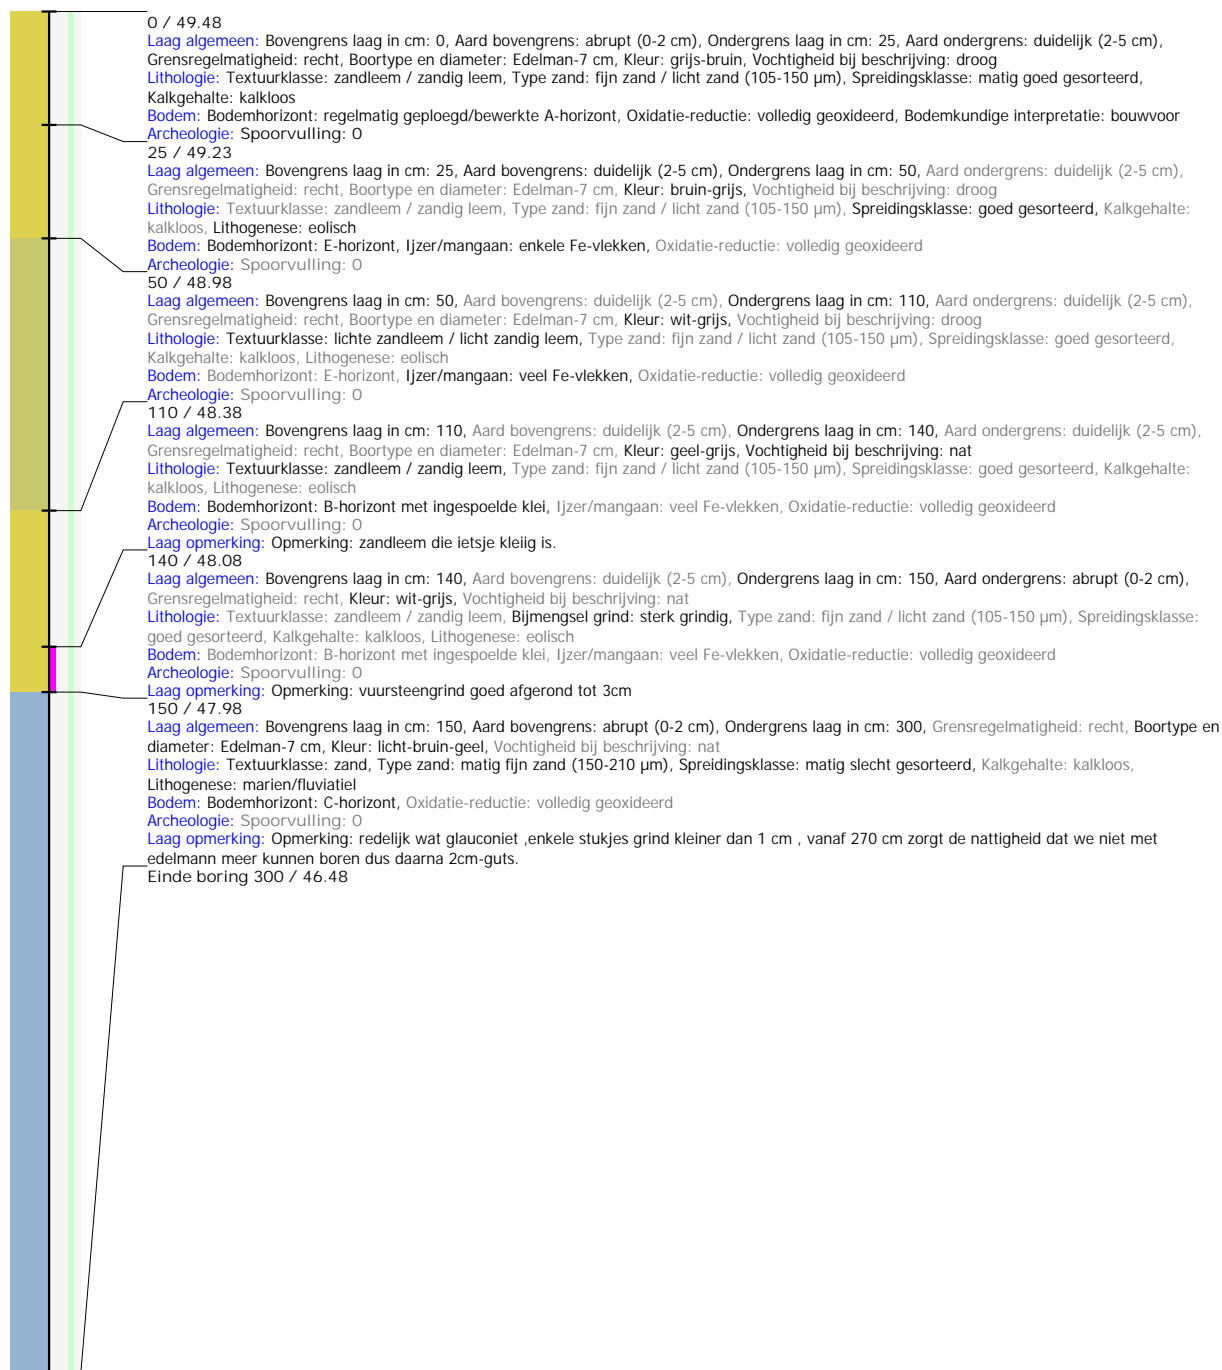 0 / 49.48
Laag algemeen: Bovengrens laag in cm: 0, Aard bovengrens: abrupt (0-2 cm), Ondergrens laag in cm: 25, Aard ondergrens: duidelijk (2-5 cm),
Grensregelmatigheid: recht, Boortype en diameter: Edelman-7 cm, Kleur: grijs-bruin, Vochtigheid bij beschrijving: droog
Lithologie: Textuurklasse: zandleem / zandig leem, Type zand: fijn zand / licht zand (105-150 µm), Spreidingsklasse: matig goed gesorteerd,
Kalkgehalte: kalkloos
Bodem: Bodemhorizont: regelmatig geploegd/bewerkte A-horizont, Oxidatie-reductie: volledig geoxideerd, Bodemkundige interpretatie: bouwvoor
Archeologie: Spoorvulling: 0
25 / 49.23
Laag algemeen: Bovengrens laag in cm: 25, Aard bovengrens: duidelijk (2-5 cm), Ondergrens laag in cm: 50, Aard ondergrens: duidelijk (2-5 cm),
Grensregelmatigheid: recht, Boortype en diameter: Edelman-7 cm, Kleur: bruin-grijs, Vochtigheid bij beschrijving: droog
Lithologie: Textuurklasse: zandleem / zandig leem, Type zand: fijn zand / licht zand (105-150 µm), Spreidingsklasse: goed gesorteerd, Kalkgehalte:
kalkloos, Lithogenese: eolisch
Bodem: Bodemhorizont: E-horizont, Ijzer/mangaan: enkele Fe-vlekken, Oxidatie-reductie: volledig geoxideerd
Archeologie: Spoorvulling: 0
50 / 48.98
Laag algemeen: Bovengrens laag in cm: 50, Aard bovengrens: duidelijk (2-5 cm), Ondergrens laag in cm: 110, Aard ondergrens: duidelijk (2-5 cm),
Grensregelmatigheid: recht, Boortype en diameter: Edelman-7 cm, Kleur: wit-grijs, Vochtigheid bij beschrijving: droog
Lithologie: Textuurklasse: lichte zandleem / licht zandig leem, Type zand: fijn zand / licht zand (105-150 µm), Spreidingsklasse: goed gesorteerd,
Kalkgehalte: kalkloos, Lithogenese: eolisch
Bodem: Bodemhorizont: E-horizont, Ijzer/mangaan: veel Fe-vlekken, Oxidatie-reductie: volledig geoxideerd
Archeologie: Spoorvulling: 0
110 / 48.38
Laag algemeen: Bovengrens laag in cm: 110, Aard bovengrens: duidelijk (2-5 cm), Ondergrens laag in cm: 140, Aard ondergrens: duidelijk (2-5 cm),
Grensregelmatigheid: recht, Boortype en diameter: Edelman-7 cm, Kleur: geel-grijs, Vochtigheid bij beschrijving: nat
Lithologie: Textuurklasse: zandleem / zandig leem, Type zand: fijn zand / licht zand (105-150 µm), Spreidingsklasse: goed gesorteerd, Kalkgehalte:
kalkloos, Lithogenese: eolisch
Bodem: Bodemhorizont: B-horizont met ingespoelde klei, Ijzer/mangaan: veel Fe-vlekken, Oxidatie-reductie: volledig geoxideerd
Archeologie: Spoorvulling: 0
Laag opmerking: Opmerking: zandleem die ietsje kleiig is.
140 / 48.08
Laag algemeen: Bovengrens laag in cm: 140, Aard bovengrens: duidelijk (2-5 cm), Ondergrens laag in cm: 150, Aard ondergrens: abrupt (0-2 cm),
Grensregelmatigheid: recht, Kleur: wit-grijs, Vochtigheid bij beschrijving: nat
Lithologie: Textuurklasse: zandleem / zandig leem, Bijmengsel grind: sterk grindig, Type zand: fijn zand / licht zand (105-150 µm), Spreidingsklasse:
goed gesorteerd, Kalkgehalte: kalkloos, Lithogenese: eolisch
Bodem: Bodemhorizont: B-horizont met ingespoelde klei, Ijzer/mangaan: veel Fe-vlekken, Oxidatie-reductie: volledig geoxideerd
Archeologie: Spoorvulling: 0
Laag opmerking: Opmerking: vuursteengrind goed afgerond tot 3cm
150 / 47.98
Laag algemeen: Bovengrens laag in cm: 150, Aard bovengrens: abrupt (0-2 cm), Ondergrens laag in cm: 300, Grensregelmatigheid: recht, Boortype en
diameter: Edelman-7 cm, Kleur: licht-bruin-geel, Vochtigheid bij beschrijving: nat
Lithologie: Textuurklasse: zand, Type zand: matig fijn zand (150-210 µm), Spreidingsklasse: matig slecht gesorteerd, Kalkgehalte: kalkloos,
Lithogenese: marien/fluviatiel
Bodem: Bodemhorizont: C-horizont, Oxidatie-reductie: volledig geoxideerd
Archeologie: Spoorvulling: 0
Laag opmerking: Opmerking: redelijk wat glauconiet ,enkele stukjes grind kleiner dan 1 cm , vanaf 270 cm zorgt de nattigheid dat we niet met
edelmann meer kunnen boren dus daarna 2cm-guts.
Einde boring 300 / 46.48